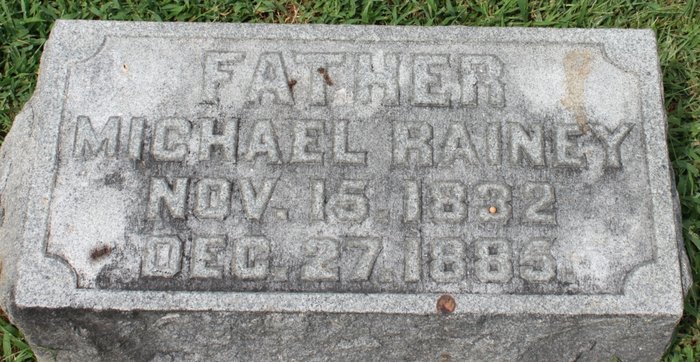 FATHER
MICHAEL RAINEY
NOV. 15. 1832
DEC. 27. 1885